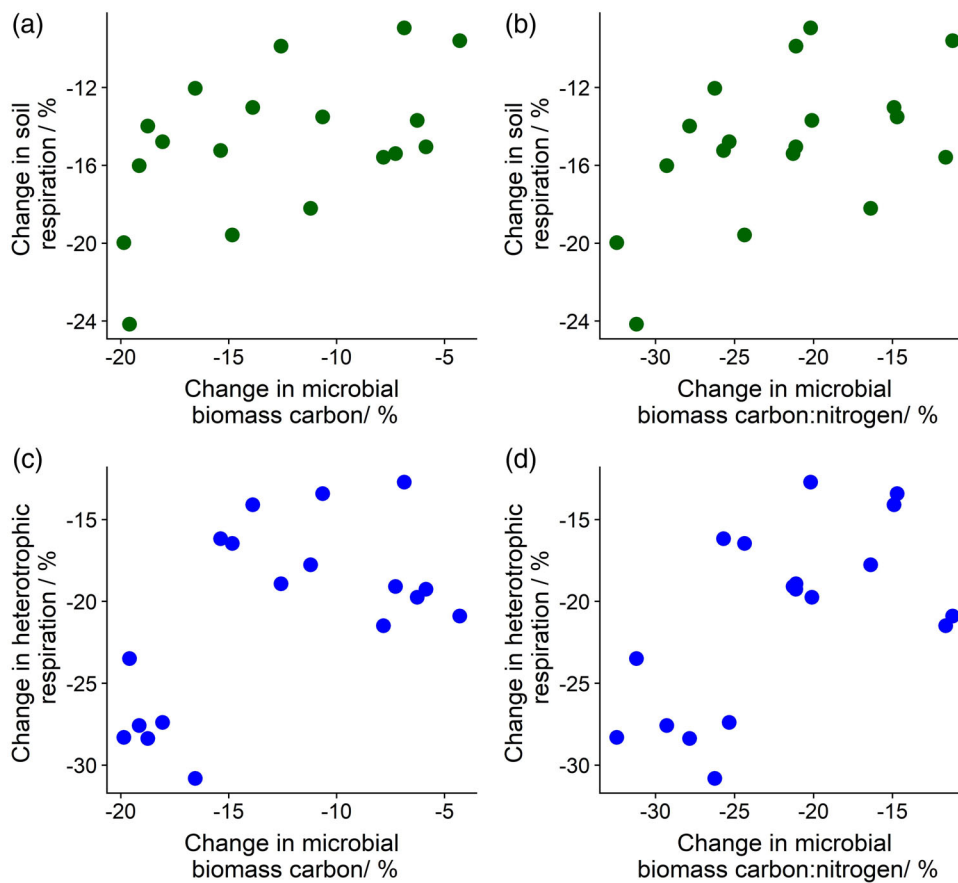 (a)
Change in soil
respiration / %
-12
-16
-20
-24
-20 -15 -10 -5
Change in microbial
biomass carbon/ %
(b)
Change in soil
respiration / %
-12
-16
-20
-24
-30 -25 -20 -15
Change in microbial
biomass carbon:nitrogen/ %
(c)
Change in heterotrophic
respiration / %
-15
-20
-25
-30
-20 -15 -10 -5
Change in microbial
biomass carbon/ %
(d)
Change in heterotrophic
respiration / %
-15
-20
-25
-30
-30 -25 -20 -15
Change in microbial
biomass carbon:nitrogen/ %